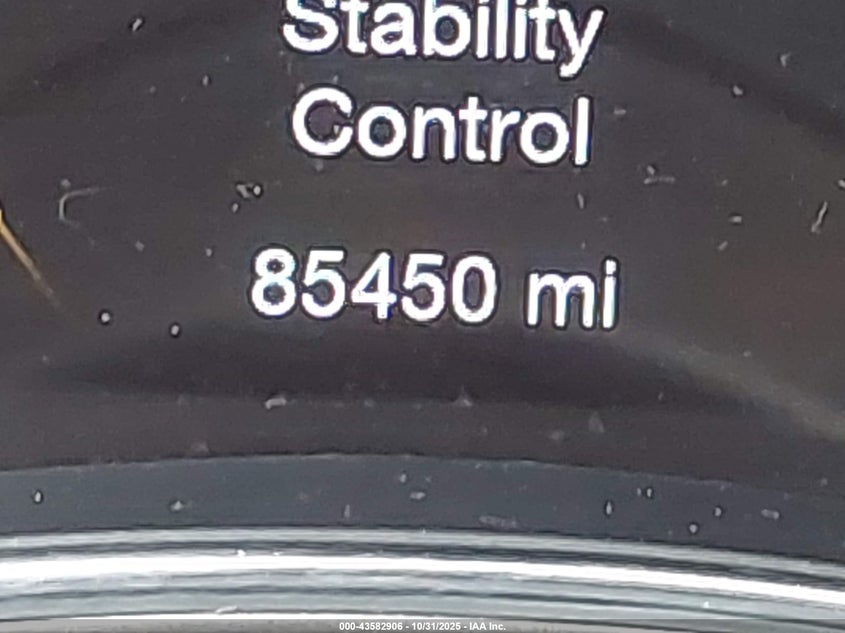 Stability
Control
85450 mi
000-43582906 - 10/31/2025 - IAA Inc.